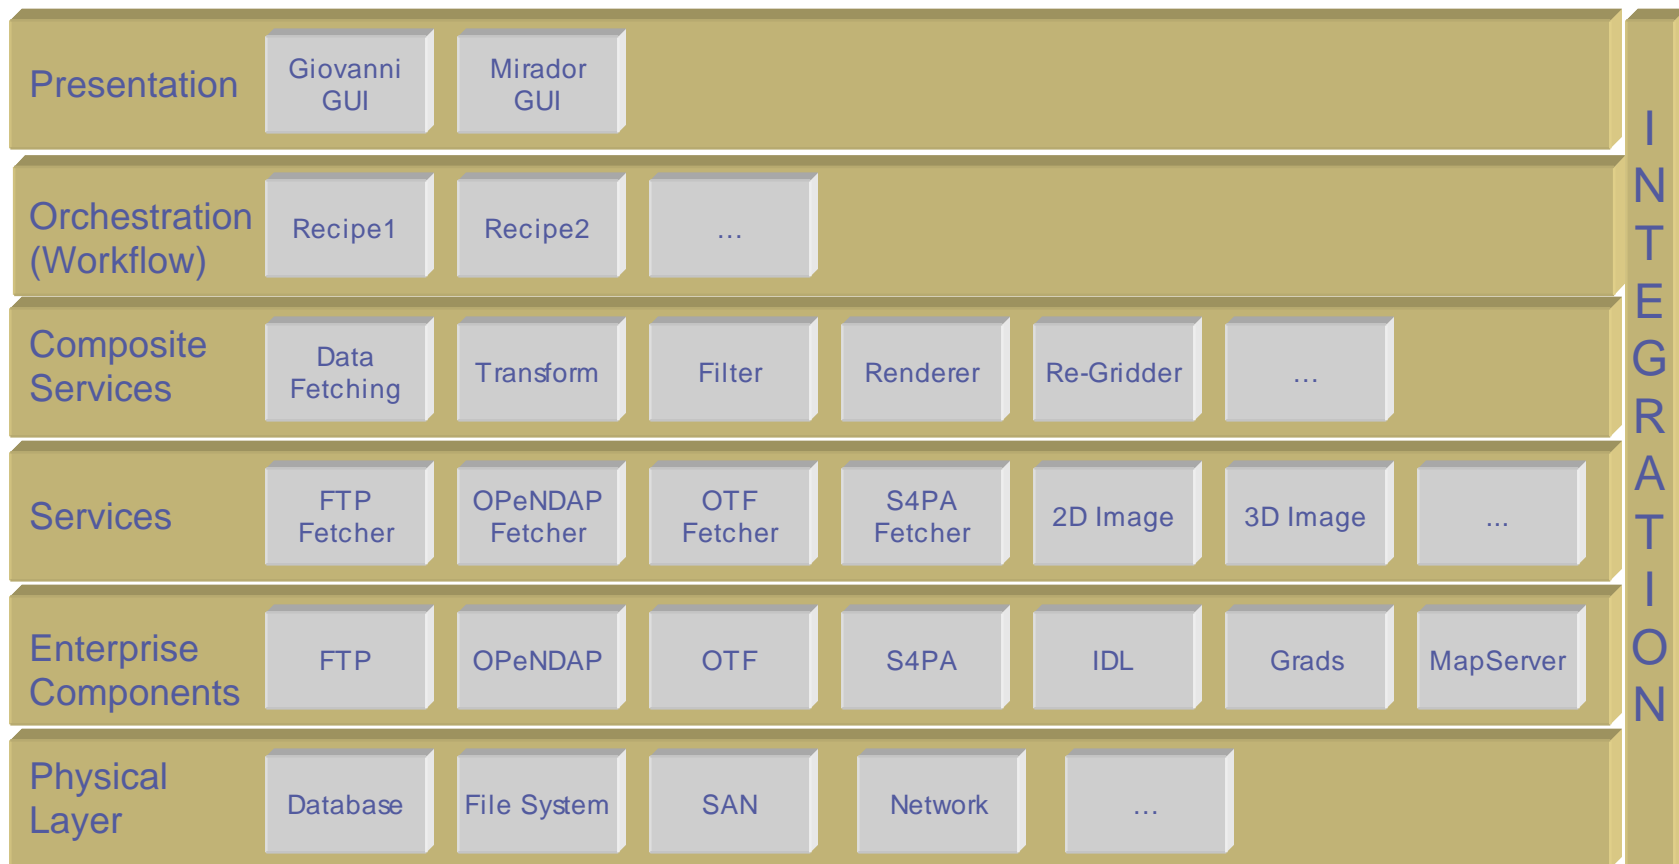 Presentation
Giovanni
GUI
Mirador
GUI
Orchestration
(Workflow)
Recipe1
Recipe2
...
Composite
Services
Data
Fetching
Transform
Filter
Renderer
Re-Gridder
...
Services
FTP
Fetcher
OPeNDAP
Fetcher
OTF
Fetcher
S4PA
Fetcher
2D Image
3D Image
...
Enterprise
Components
FTP
OPeNDAP
OTF
S4PA
IDL
Grads
MapServer
Physical
Layer
Database
File System
SAN
Network
...
INTEGRATION